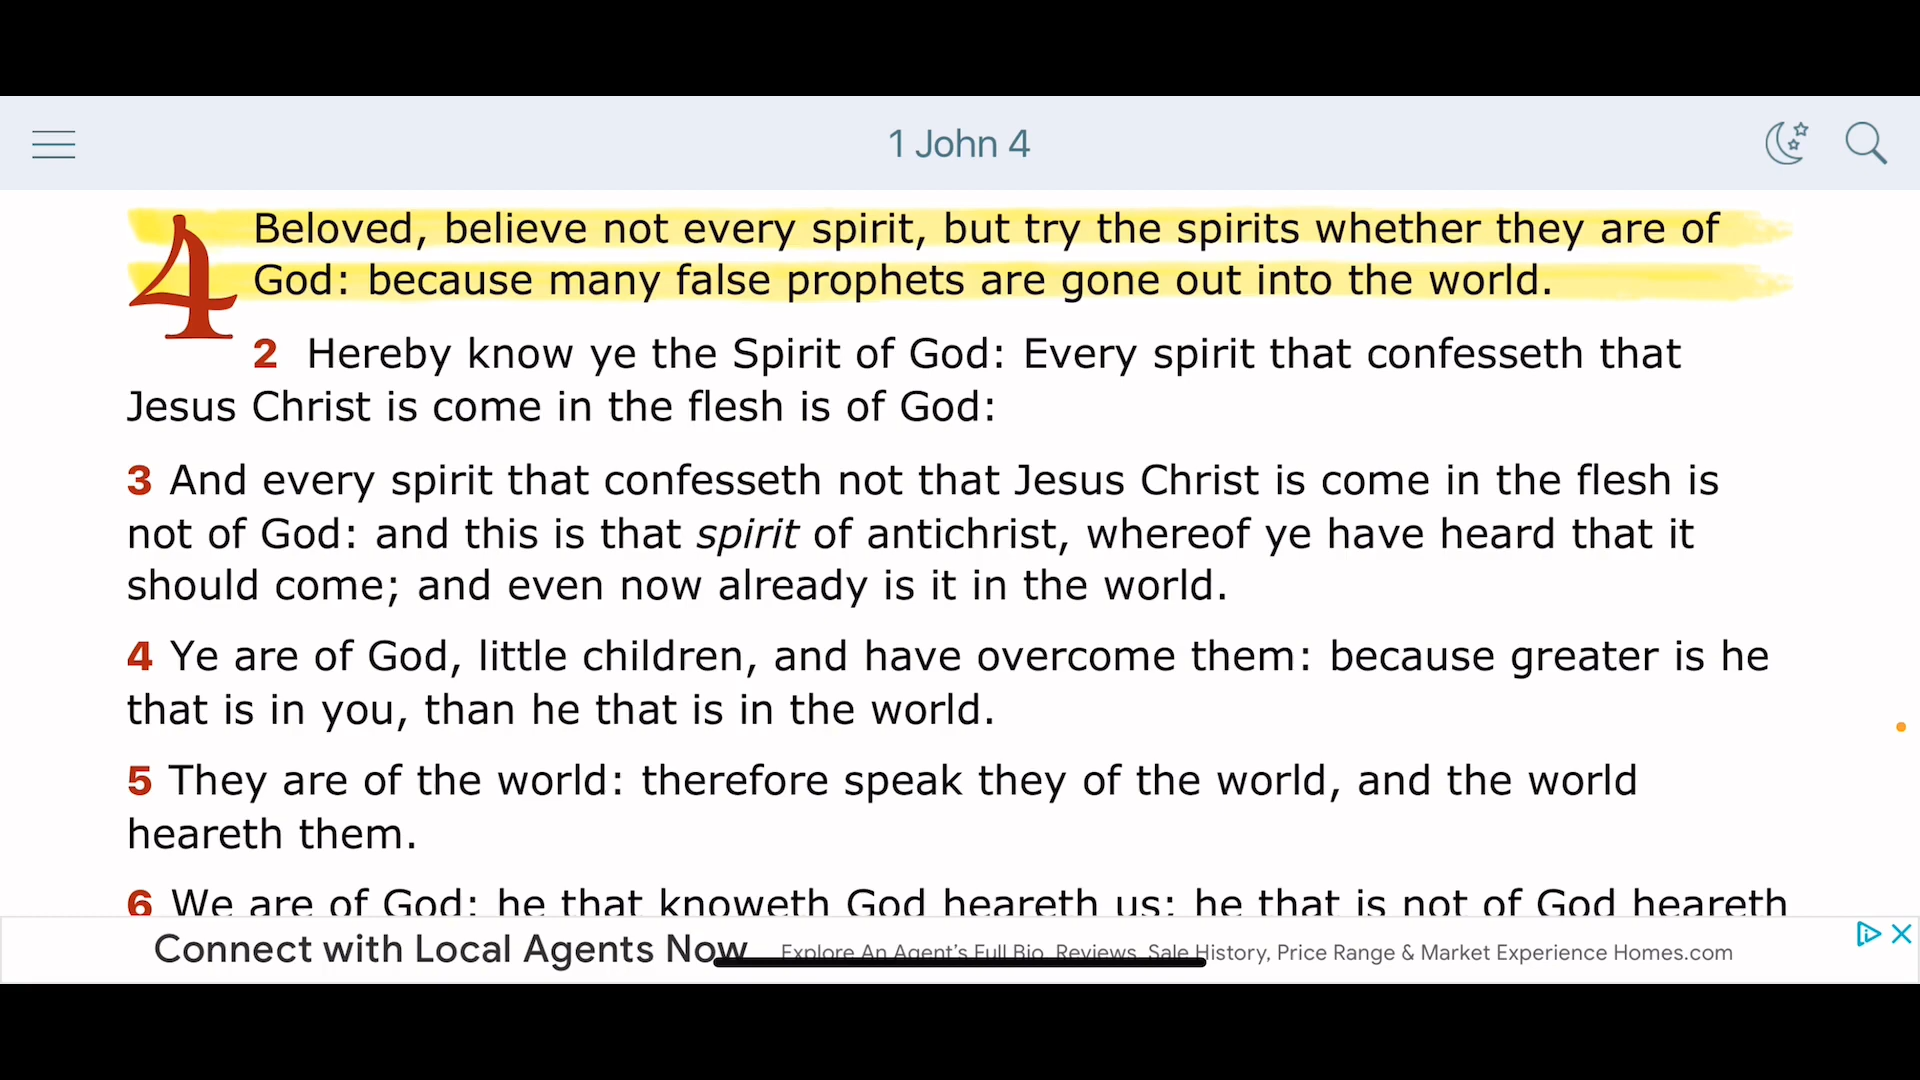 1 John 4
4 Beloved, believe not every spirit, but try the spirits whether they are of
God: because many false prophets are gone out into the world.
2 Hereby know ye the Spirit of God: Every spirit that confesseth that
Jesus Christ is come in the flesh is of God:
3 And every spirit that confesseth not that Jesus Christ is come in the flesh is
not of God: and this is that spirit of antichrist, whereof ye have heard that it
should come; and even now already is it in the world.
4 Ye are of God, little children, and have overcome them: because greater is he
that is in you, than he that is in the world.
5 They are of the world: therefore speak they of the world, and the world
heareth them.
6 We are of God: he that knoweth God heareth us; he that is not of God heareth
Connect with Local Agents Now
Explore An Agent's Full Bio, Reviews, Sale History, Price Range & Market Experience Homes.com